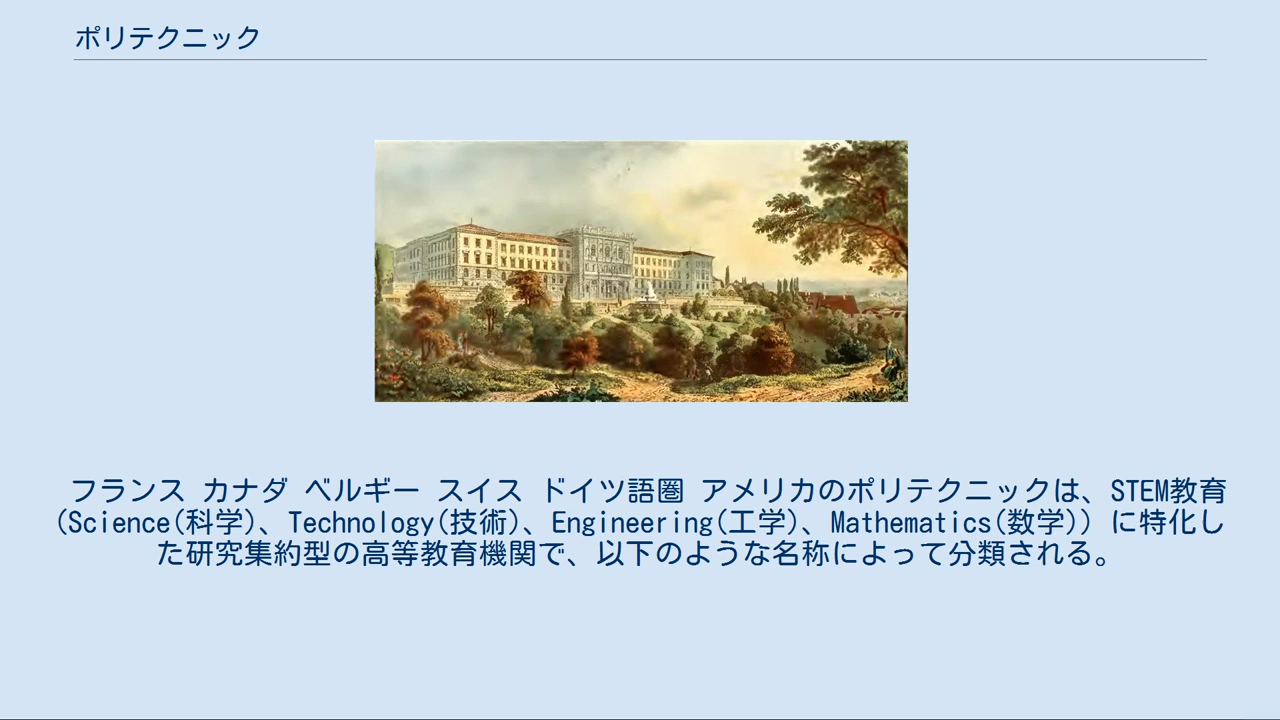 ポリテクニック
フランス カナダ ベルギー スイス ドイツ語圏 アメリカのポリテクニックは、STEM教育
(Science(科学)、Technology(技術)、Engineering(工学)、Mathematics(数学)) に特化し
た研究集約型の高等教育機関で、以下のような名称によって分類される。